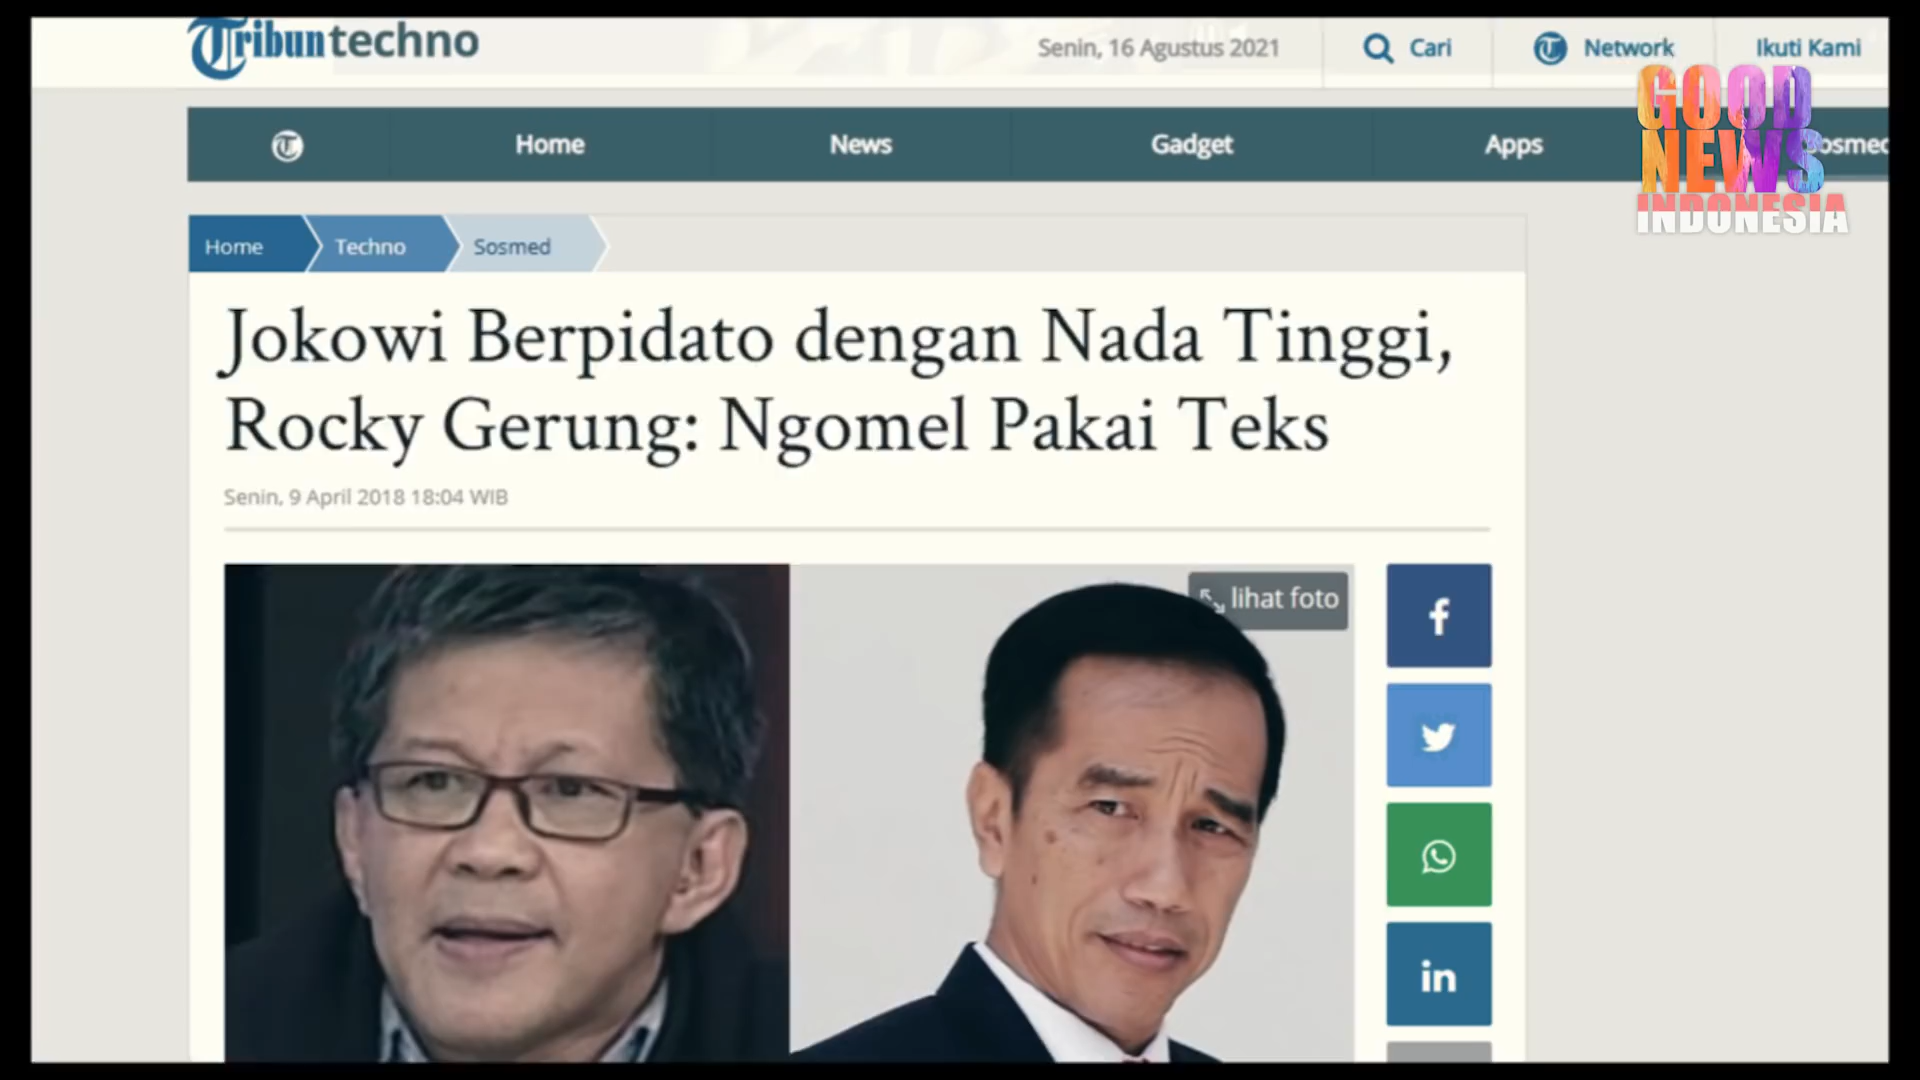 Tribuntechno
Senin, 16 Agustus 2021
Cari
Network
Ikuti Kami
GOOD
NEWS
INDONESIA
Home
News
Gadget
Apps
Sosmed
Home
Techno
Sosmed
Jokowi Berpidato dengan Nada Tinggi,
Rocky Gerung: Ngomel Pakai Teks
Senin, 9 April 2018 18:04 WIB
lihat foto